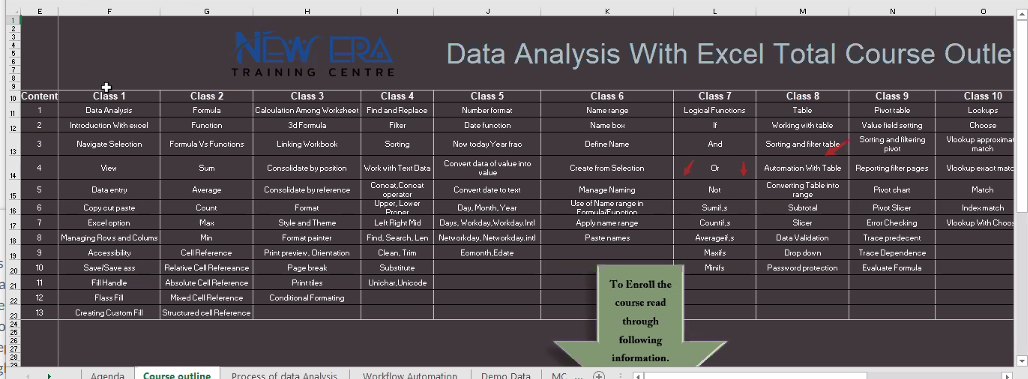 E F G H I J K L M N O
NEW ERA
TRAINING CENTRE
Data Analysis With Excel Total Course Outle
Content Class 1 Class 2 Class 3 Class 4 Class 5 Class 6 Class 7 Class 8 Class 9 Class 10
1 Data Analysis Formula Calculation Among Worksheet Find and Replace Number format Name range Logical Functions Table Pivot table Lookups
2 Introduction With excel Function 3d Formula Filter Date function Name box If Working with table Value field setting Choose
3 Navigate Selection Formula Vs Functions Linking Workbook Sorting Now today Year frac Define Name And Sorting and filter table Sorting and filtering pivot Vlookup approximat match
4 View Sum Consolidate by position Work with Text Data Convert data of value into value Create from Selection Or Automation With Table Reporting filter pages Vlookup exact matc
5 Data entry Average Consolidate by reference Concat,Concat operator Convert date to text Manage Naming Not Converting Table into range Pivot chart Match
6 Copy cut paste Count Format Upper, Lower Proper Day, Month, Year Use of Name range in Formula/Function Sumif,s Subtotal Pivot Slicer Index match
7 Excel option Max Style and Theme Left Right Mid Days, Workday,Workday.Intl Apply name range Countif,s Slicer Error Checking Vlookup With Choos
8 Managing Rows and Colums Min Format painter Find, Search, Len Networkday, Networkday.intl Paste names Averageif,s Data Validation Trace predecent
9 Accessibility Cell Reference Print preview, Orientation Clean, Trim Eomonth,Edate Maxifs Drop down Trace Dependence
10 Save/Save ass Relative Cell Refereance Page break Substitute Minifs Password protection Evaluate Formula
11 Fill Handle Absolute Cell Reference Print tiles Unichar,Unicode
12 Flass Fill Mixed Cell Reference Conditional Formating
13 Creating Custom Fill Structured cell Reference
To Enroll the
course read
through
following
information.
Agenda Course outline Process of data Analysis Workflow Automation Demo Data MC ...